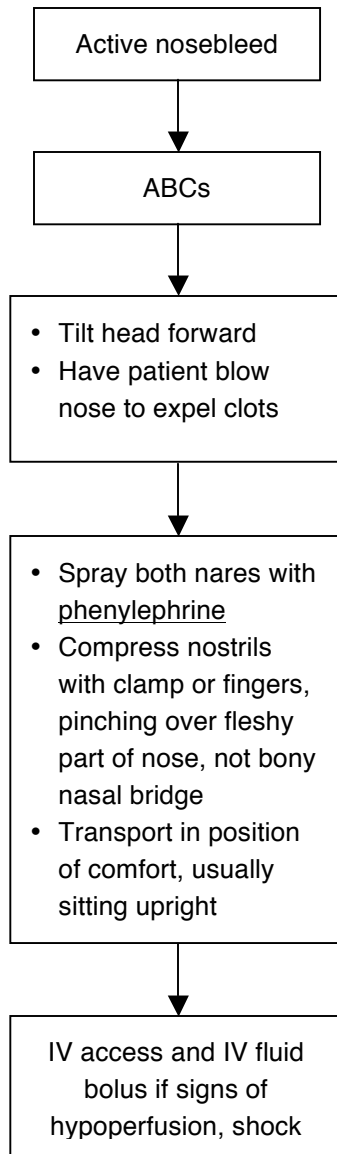 Active nosebleed
ABCs
• Tilt head forward
• Have patient blow
nose to expel clots
• Spray both nares with
phenylephrine
• Compress nostrils
with clamp or fingers,
pinching over fleshy
part of nose, not bony
nasal bridge
• Transport in position
of comfort, usually
sitting upright
IV access and IV fluid
bolus if signs of
hypoperfusion, shock